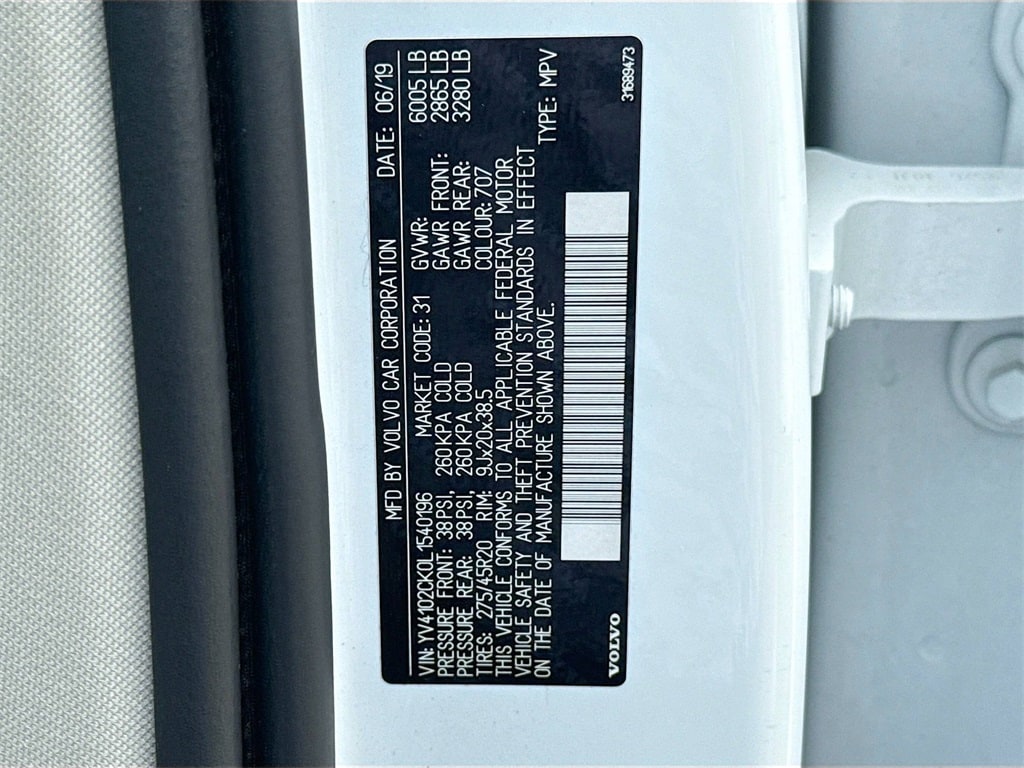 MFD BY VOLVO CAR CORPORATION DATE: 06/19
VIN: YV4102CK0L1540196 MARKET CODE: 31 GVWR: 6005 LB
PRESSURE FRONT: 38PSI, 260KPA COLD GAWR FRONT: 2865 LB
PRESSURE REAR: 38PSI, 260KPA COLD GAWR REAR: 3280 LB
TIRES: 275/45R20 RIM: 9Jx20x38.5 COLOUR: 707
THIS VEHICLE CONFORMS TO ALL APPLICABLE FEDERAL MOTOR
VEHICLE SAFETY AND THEFT PREVENTION STANDARDS IN EFFECT
ON THE DATE OF MANUFACTURE SHOWN ABOVE. TYPE: MPV
VOLVO
31689473